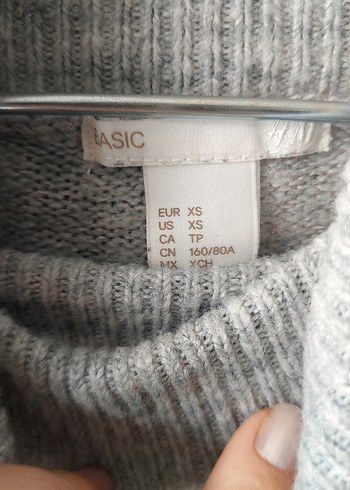 BASIC
EUR XS
US XS
CA TP
CN 160/80A
MX XCH